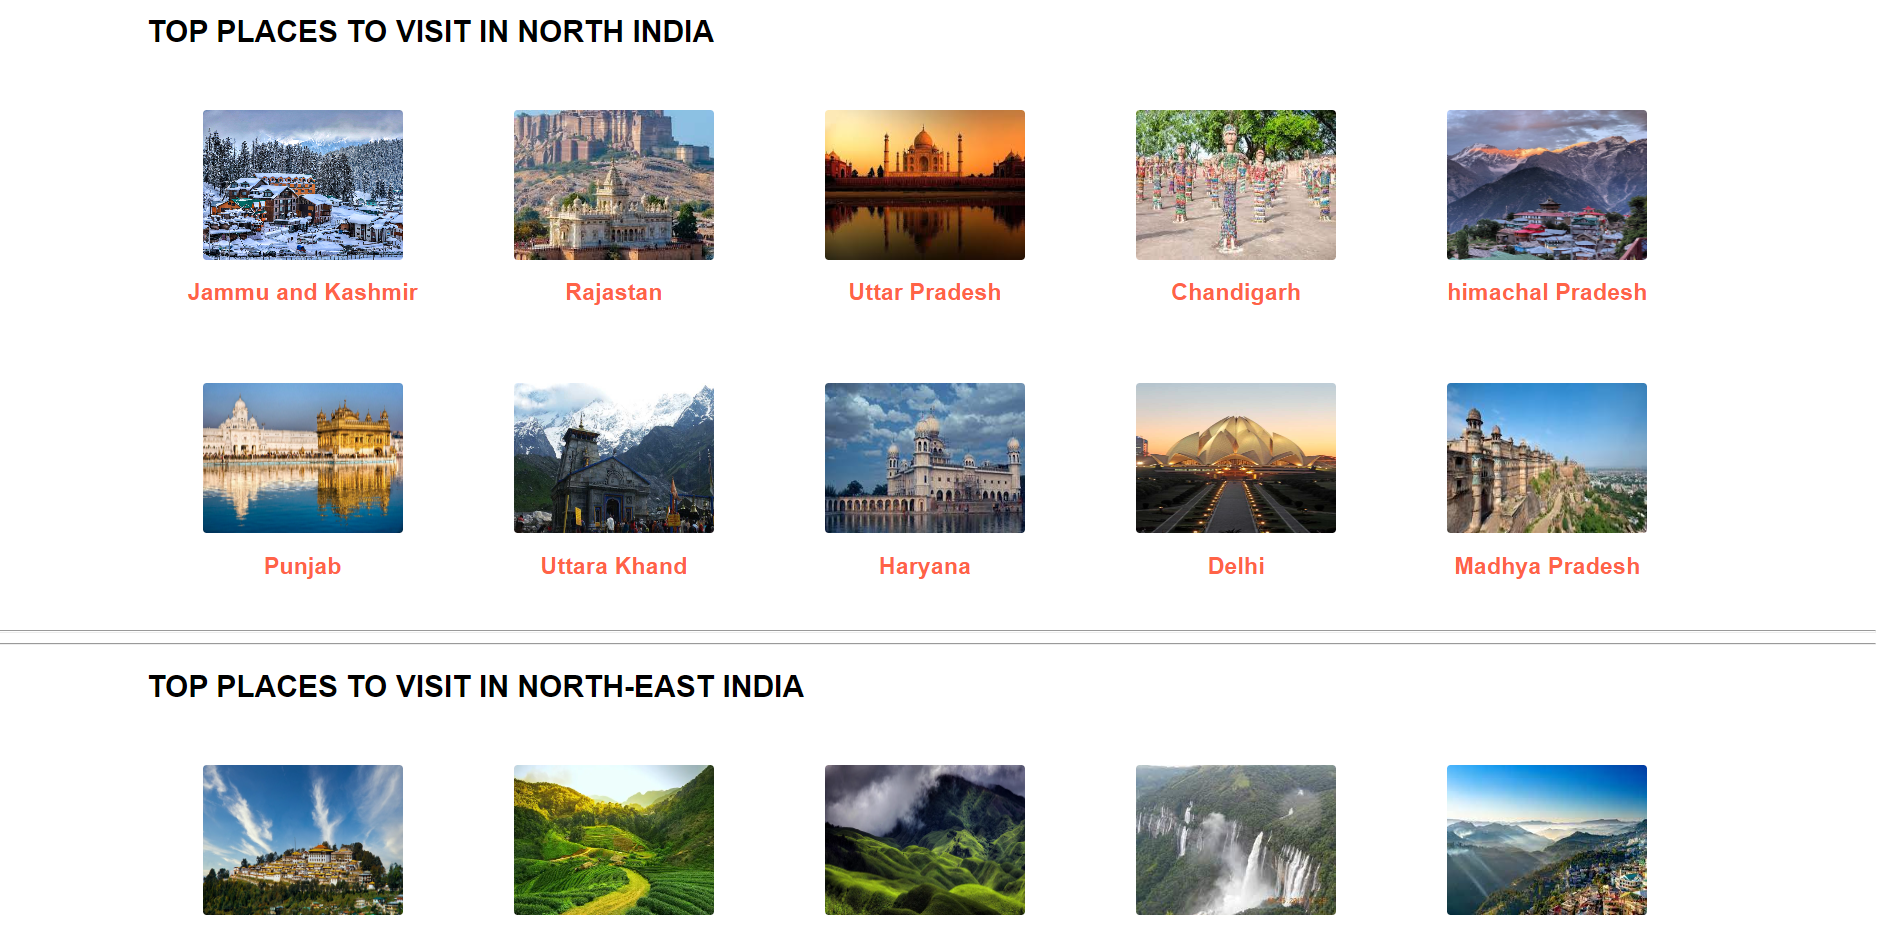 TOP PLACES TO VISIT IN NORTH INDIA
Jammu and Kashmir
Rajastan
Uttar Pradesh
Chandigarh
himachal Pradesh
Punjab
Uttara Khand
Haryana
Delhi
Madhya Pradesh
TOP PLACES TO VISIT IN NORTH-EAST INDIA